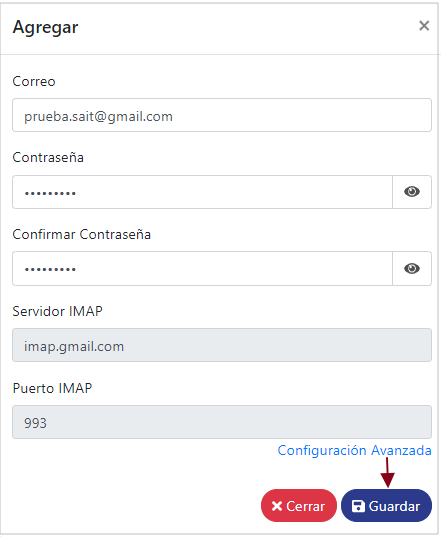 Agregar ×
Correo
prueba.sait@gmail.com
Contraseña
•••••••••
Confirmar Contraseña
•••••••••
Servidor IMAP
imap.gmail.com
Puerto IMAP
993
Configuración Avanzada
Cerrar Guardar